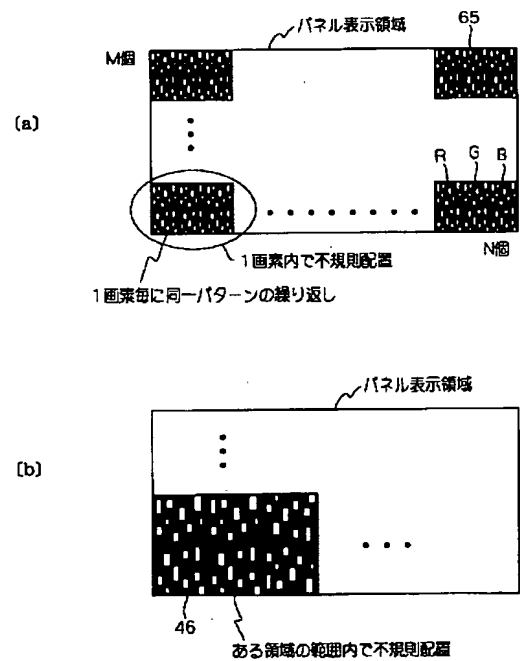 パネル表示領域
65
M個
〔a〕
R G B
N個
1画素内で不規則配置
1画素毎に同一パターンの繰り返し
パネル表示領域
〔b〕
46
ある領域の範囲内で不規則配置